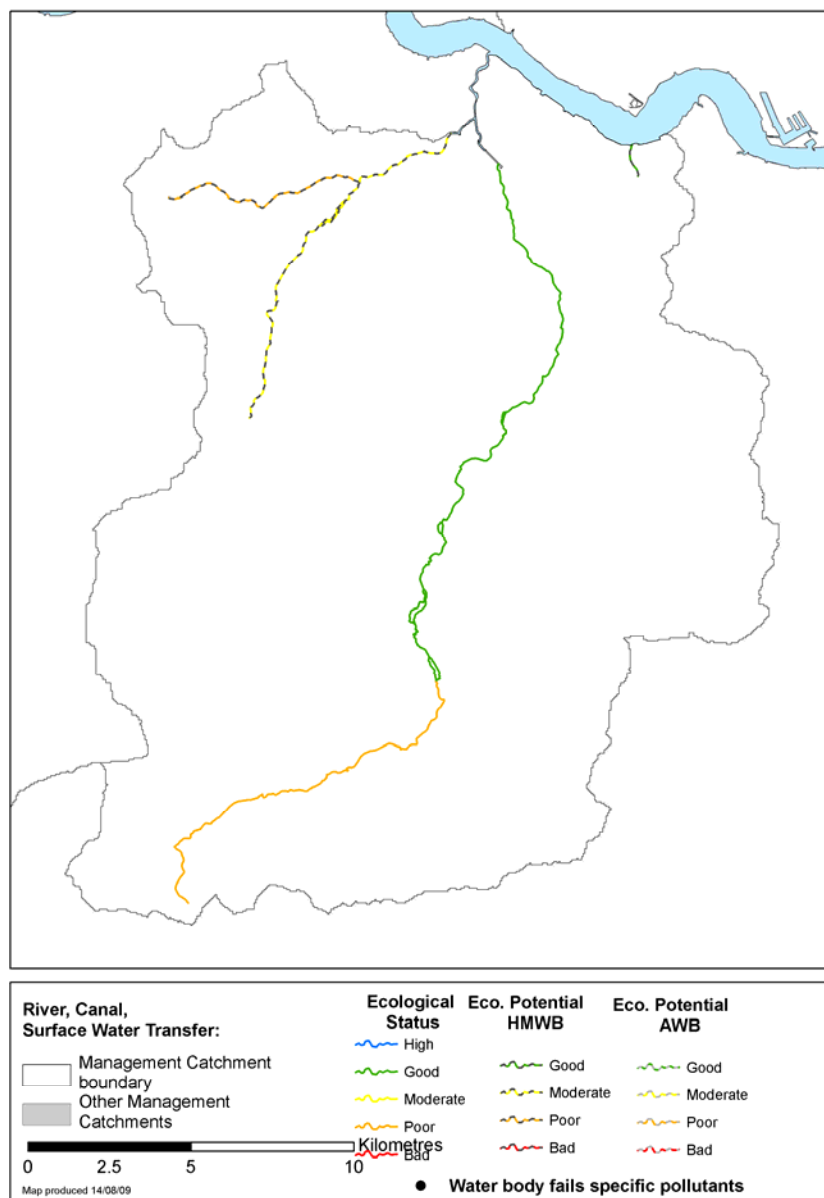 River, Canal,
Surface Water Transfer:
Management Catchment
boundary
Other Management
Catchments
Kilometres
0 2.5 5 10
Map produced 14/08/09
Ecological
Status
High
Good
Moderate
Poor
Bad
Eco. Potential
HMWB
Good
Moderate
Poor
Bad
Eco. Potential
AWB
Good
Moderate
Poor
Bad
Water body fails specific pollutants